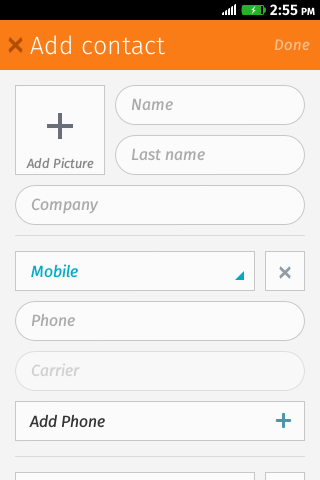 2:55 PM
Add contact
Done
Name
Add Picture
Last name
Company
Mobile
Phone
Carrier
Add Phone